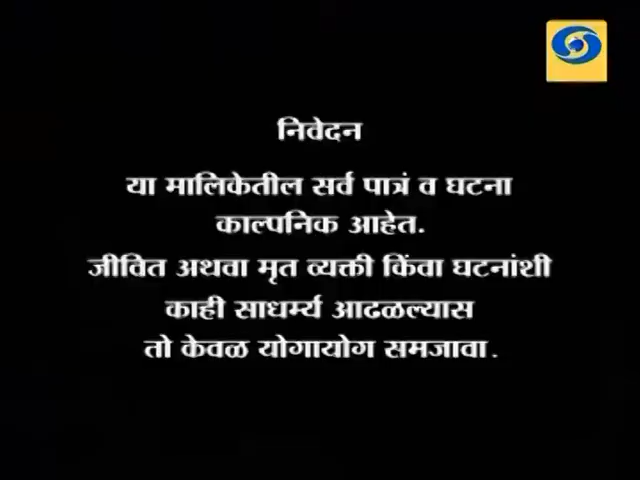 निवेदन
या मालिकेतील सर्व पात्रं व घटना
काल्पनिक आहेत.
जीवित अथवा मृत व्यक्ती किंवा घटनांशी
काही साधर्म्य आढळल्यास
तो केवळ योगायोग समजावा.